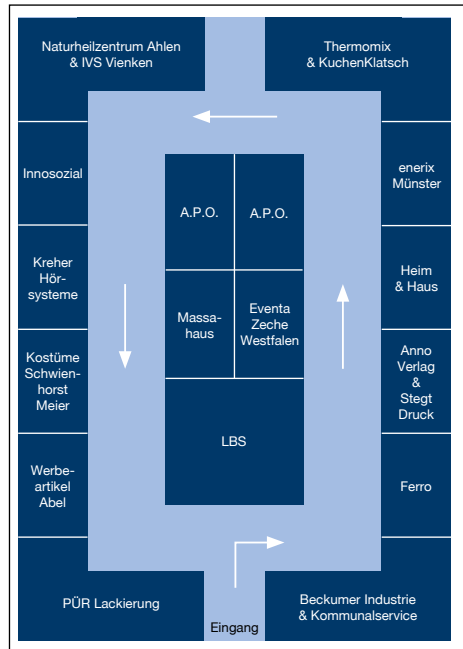 Naturheilzentrum Ahlen
& IVS Vienken
Thermomix
& KuchenKlatsch
Innosozial
enerix
Münster
A.P.O.
A.P.O.
Kreher
Hör-
systeme
Heim
& Haus
Massa-
haus
Eventa
Zeche
Westfalen
Kostüme
Schwien-
horst
Meier
Anno
Verlag
&
Stegt
Druck
LBS
Werbe-
artikel
Abel
Ferro
PÜR Lackierung
Beckumer Industrie
& Kommunalservice
Eingang